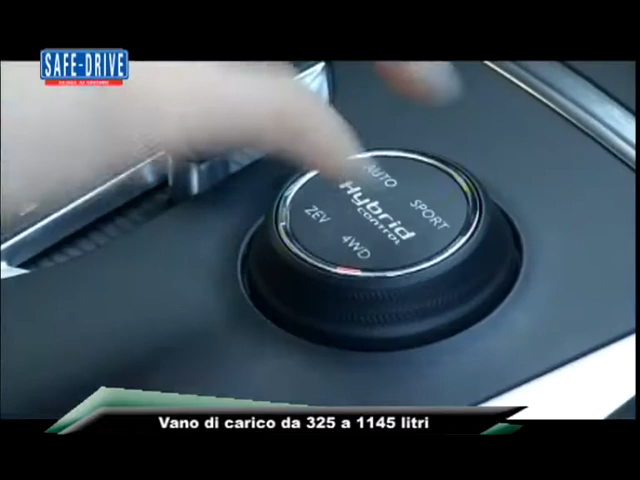 SAFE-DRIVE
AUTO
SPORT
Hybrid
CONTROL
ZEV
4WD
Vano di carico da 325 a 1145 litri